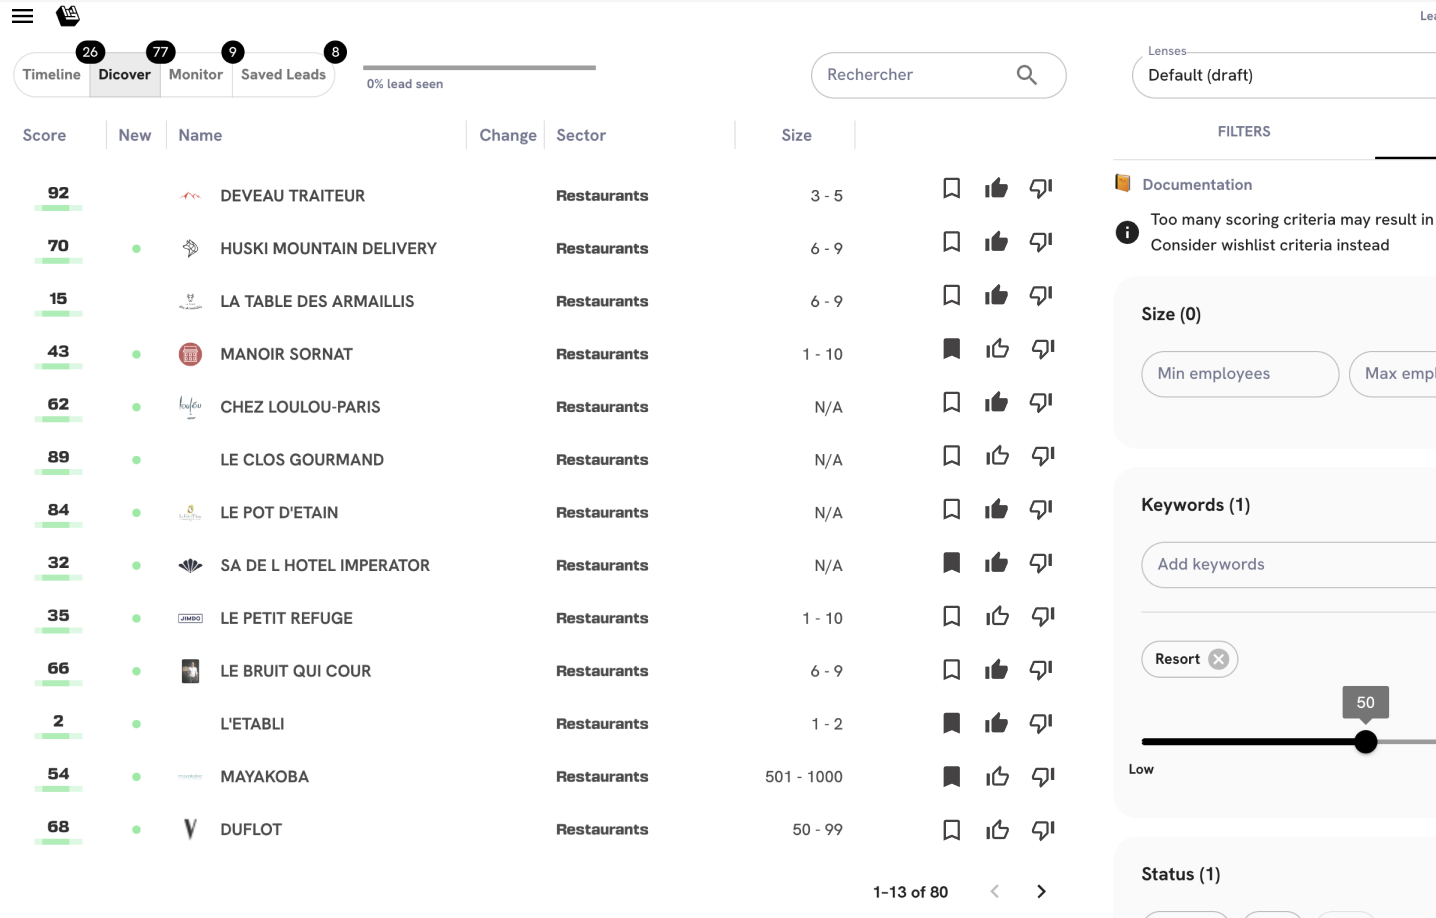 Lea
26 77 9 8
Timeline Dicover Monitor Saved Leads
0% lead seen
Rechercher
Lenses
Default (draft)
Score New Name Change Sector Size
FILTERS
Documentation
Too many scoring criteria may result in
Consider wishlist criteria instead
92 DEVEAU TRAITEUR Restaurants 3 - 5
70 HUSKI MOUNTAIN DELIVERY Restaurants 6 - 9
15 LA TABLE DES ARMAILLIS Restaurants 6 - 9
43 MANOIR SORNAT Restaurants 1 - 10
62 CHEZ LOULOU-PARIS Restaurants N/A
89 LE CLOS GOURMAND Restaurants N/A
84 LE POT D'ETAIN Restaurants N/A
32 SA DE L HOTEL IMPERATOR Restaurants N/A
35 JIMDO LE PETIT REFUGE Restaurants 1 - 10
66 LE BRUIT QUI COUR Restaurants 6 - 9
2 L'ETABLI Restaurants 1 - 2
54 MAYAKOBA Restaurants 501 - 1000
68 DUFLOT Restaurants 50 - 99
1-13 of 80
Size (0)
Min employees Max empl
Keywords (1)
Add keywords
Resort
50
Low
Status (1)